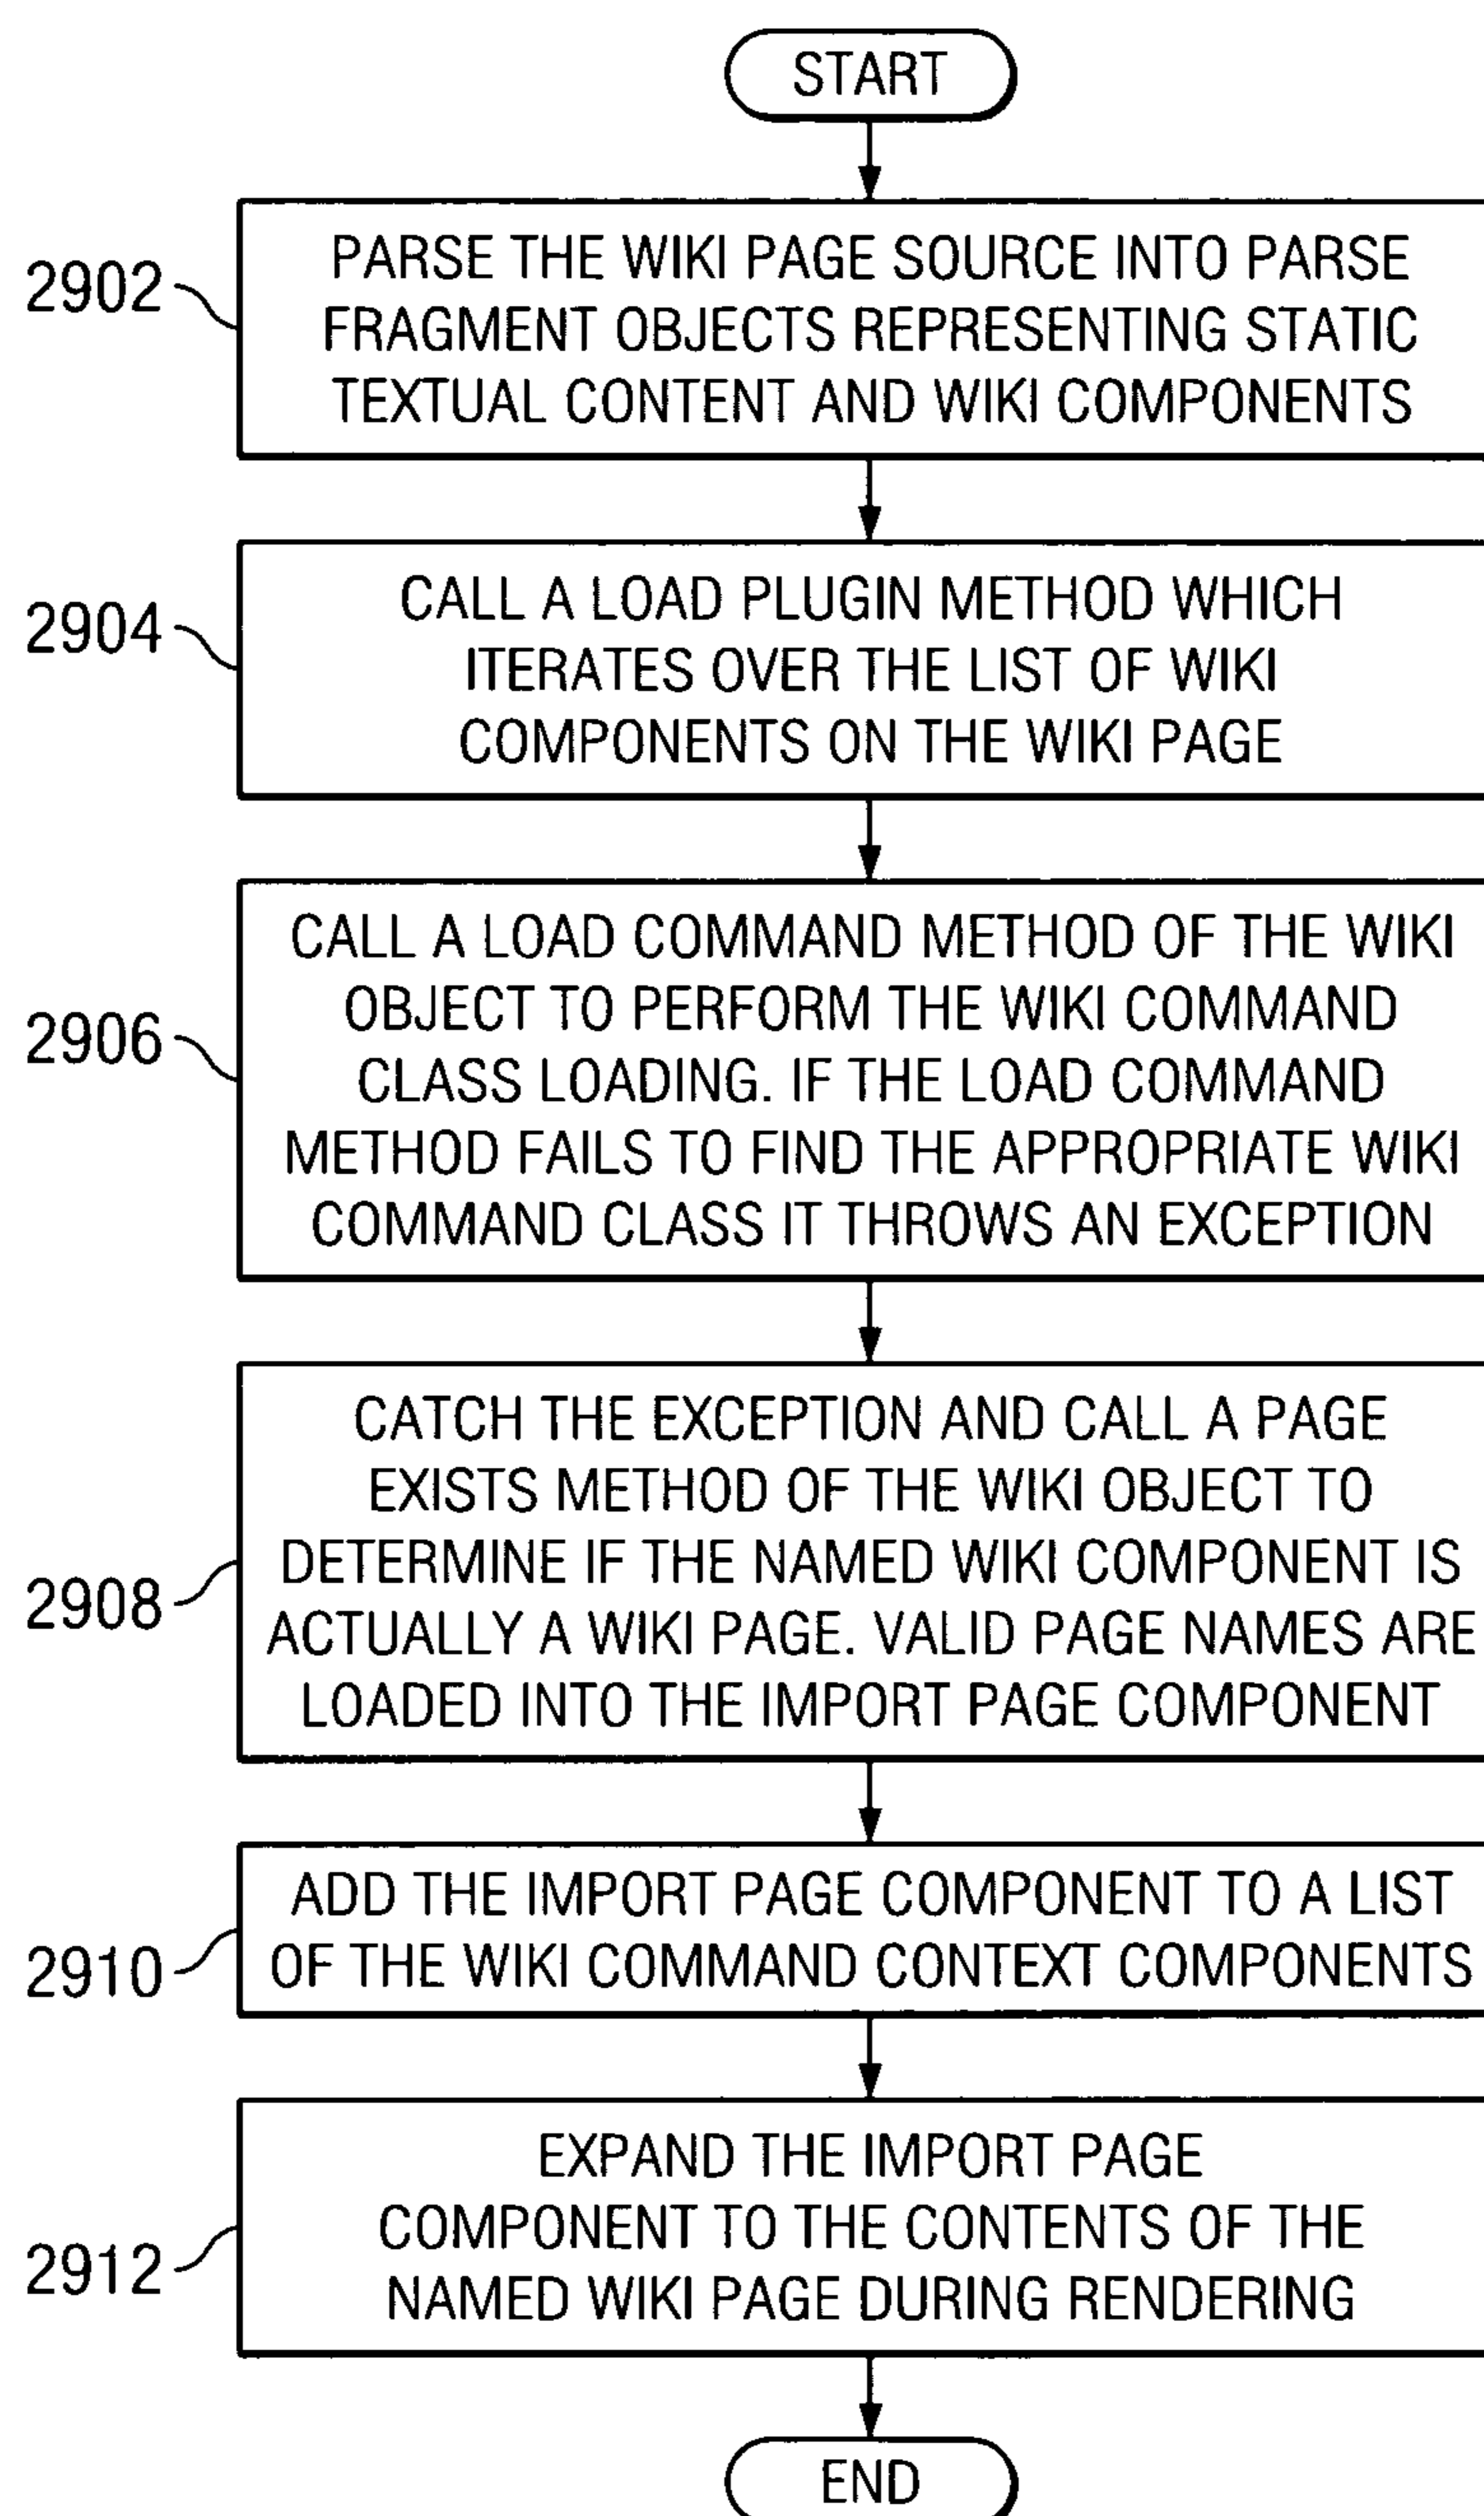 START
2902
PARSE THE WIKI PAGE SOURCE INTO PARSE
FRAGMENT OBJECTS REPRESENTING STATIC
TEXTUAL CONTENT AND WIKI COMPONENTS
2904
CALL A LOAD PLUGIN METHOD WHICH
ITERATES OVER THE LIST OF WIKI
COMPONENTS ON THE WIKI PAGE
2906
CALL A LOAD COMMAND METHOD OF THE WIKI
OBJECT TO PERFORM THE WIKI COMMAND
CLASS LOADING. IF THE LOAD COMMAND
METHOD FAILS TO FIND THE APPROPRIATE WIKI
COMMAND CLASS IT THROWS AN EXCEPTION
2908
CATCH THE EXCEPTION AND CALL A PAGE
EXISTS METHOD OF THE WIKI OBJECT TO
DETERMINE IF THE NAMED WIKI COMPONENT IS
ACTUALLY A WIKI PAGE. VALID PAGE NAMES ARE
LOADED INTO THE IMPORT PAGE COMPONENT
2910
ADD THE IMPORT PAGE COMPONENT TO A LIST
OF THE WIKI COMMAND CONTEXT COMPONENTS
2912
EXPAND THE IMPORT PAGE
COMPONENT TO THE CONTENTS OF THE
NAMED WIKI PAGE DURING RENDERING
END